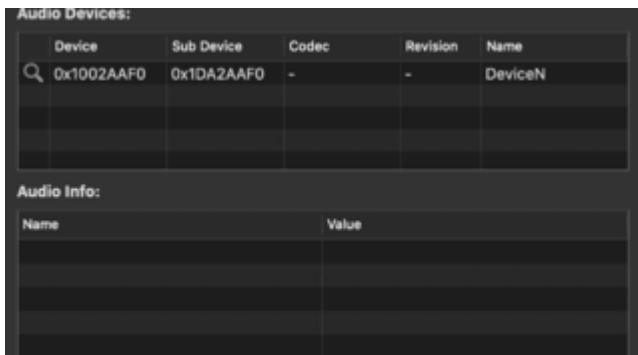 Audio Devices:
Device Sub Device Codec Revision Name
0x1002AAF0 0x1DA2AAF0 - - DeviceN
Audio Info:
Name Value